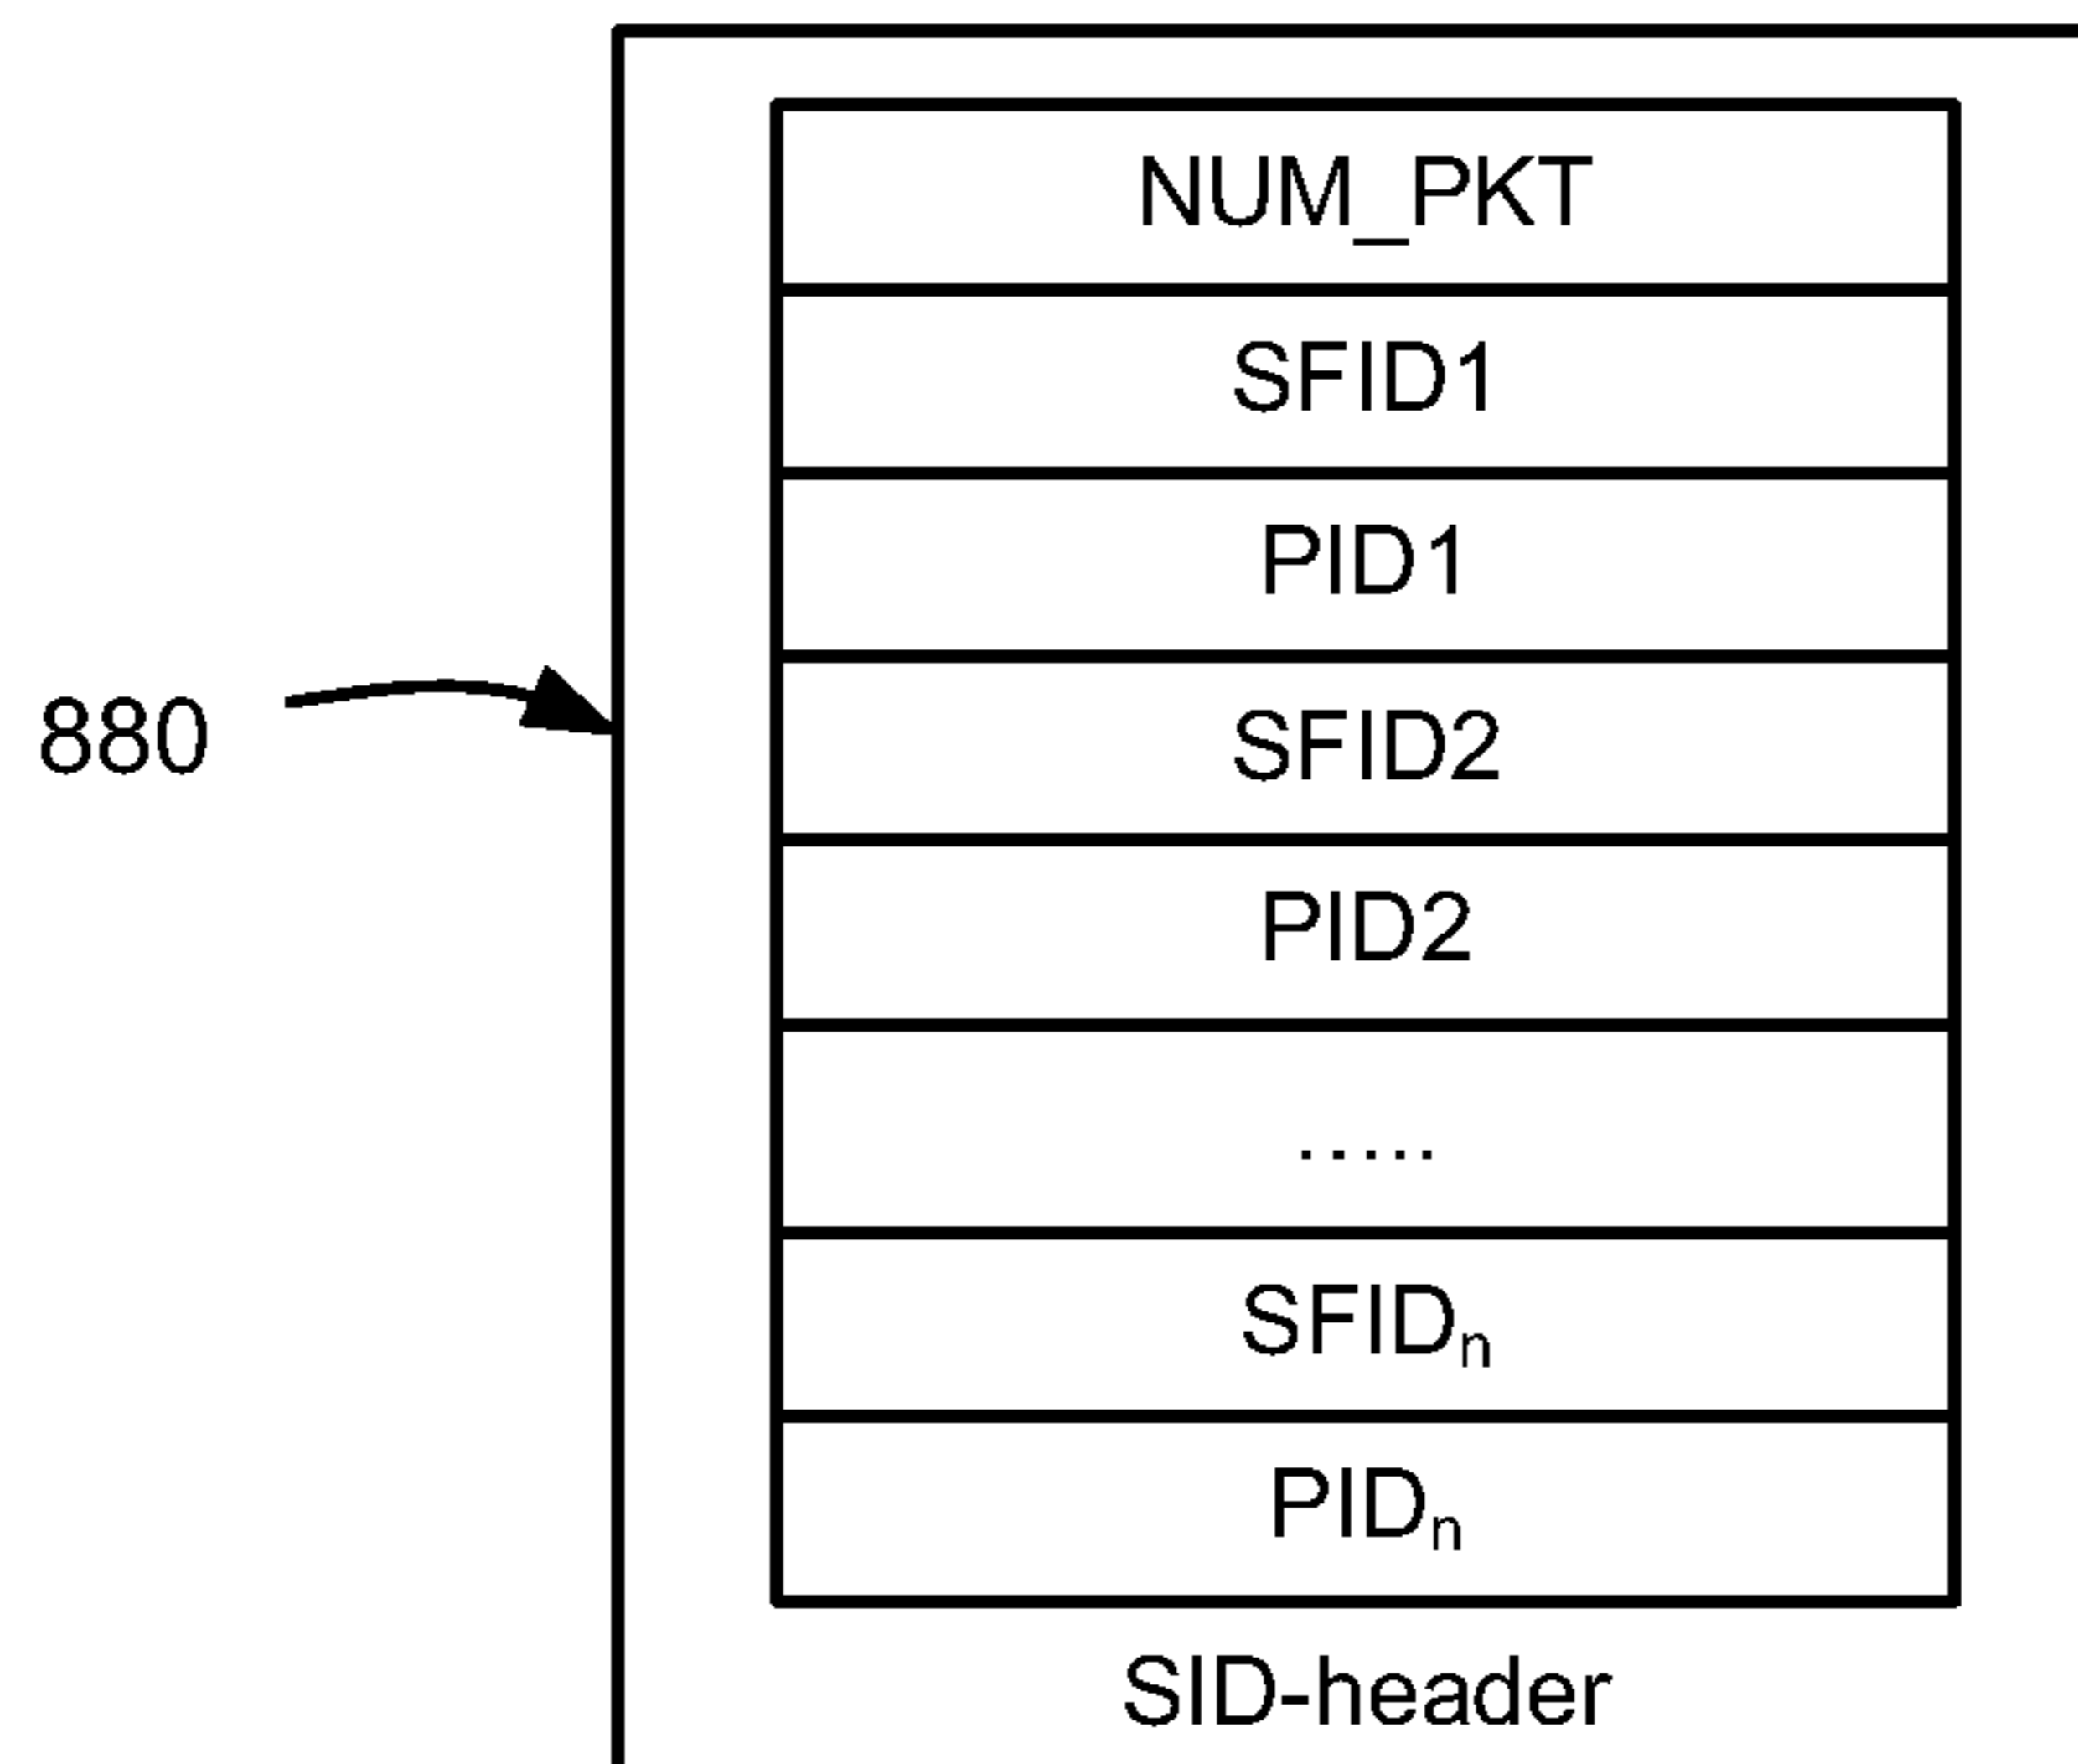 NUM_PKT
SFID1
PID1
880
SFID2
PID2
.....
SFIDn
PIDn
SID-header